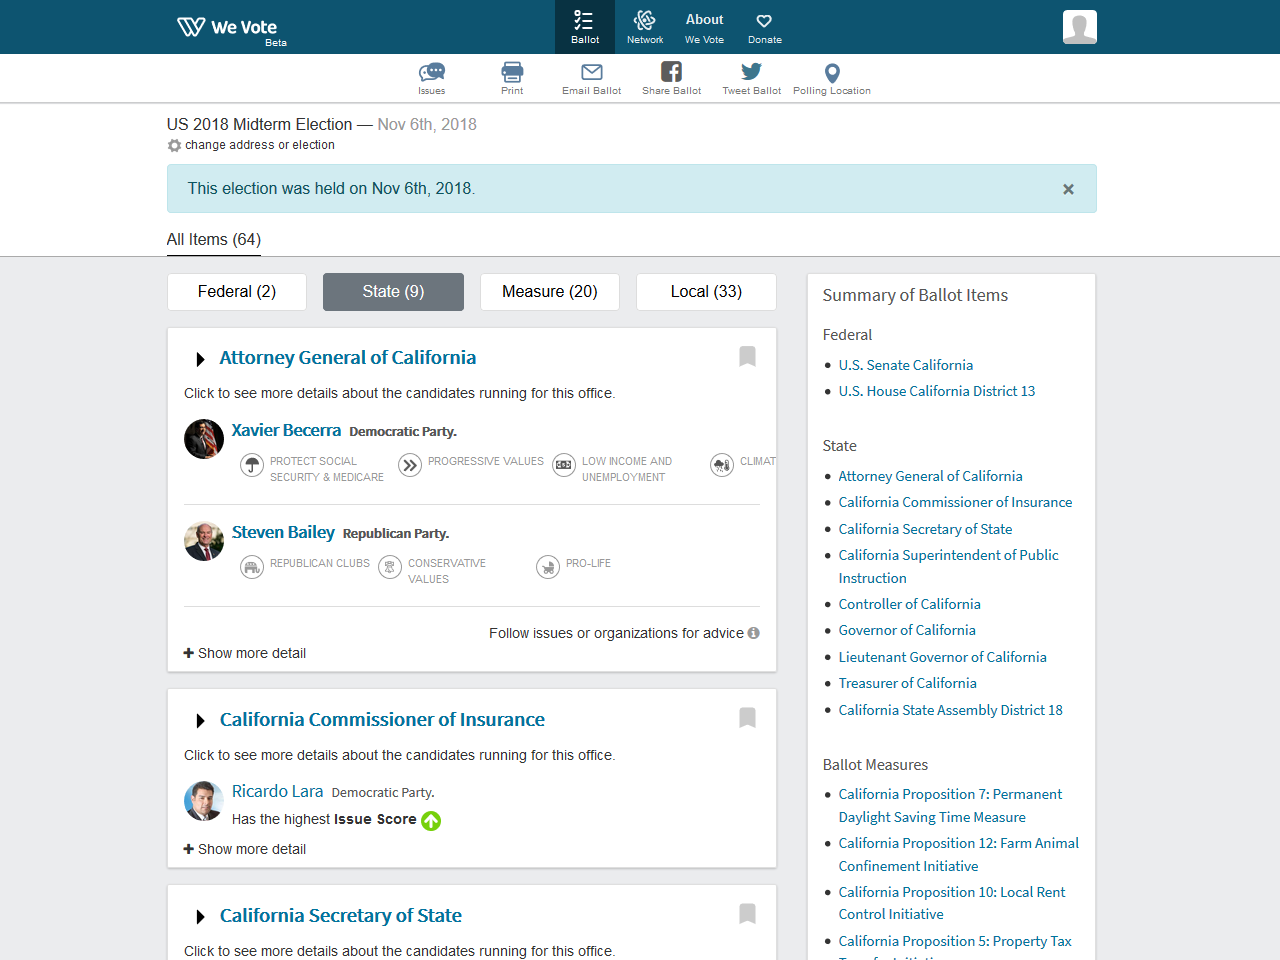 We Vote
Beta
Ballot
Network
About
We Vote
Donate
Issues
Print
Email Ballot
Share Ballot
Tweet Ballot
Polling Location
US 2018 Midterm Election — Nov 6th, 2018
change address or election
This election was held on Nov 6th, 2018.
×
All Items (64)
Federal (2)
State (9)
Measure (20)
Local (33)
Attorney General of California
Click to see more details about the candidates running for this office.
Xavier Becerra Democratic Party.
PROTECT SOCIAL
SECURITY & MEDICARE
PROGRESSIVE VALUES
LOW INCOME AND
UNEMPLOYMENT
CLIMAT
Steven Bailey Republican Party.
REPUBLICAN CLUBS
CONSERVATIVE
VALUES
PRO-LIFE
Follow issues or organizations for advice
Show more detail
California Commissioner of Insurance
Click to see more details about the candidates running for this office.
Ricardo Lara Democratic Party.
Has the highest Issue Score
Show more detail
California Secretary of State
Click to see more details about the candidates running for this office.
Summary of Ballot Items
Federal
U.S. Senate California
U.S. House California District 13
State
Attorney General of California
California Commissioner of Insurance
California Secretary of State
California Superintendent of Public
Instruction
Controller of California
Governor of California
Lieutenant Governor of California
Treasurer of California
California State Assembly District 18
Ballot Measures
California Proposition 7: Permanent
Daylight Saving Time Measure
California Proposition 12: Farm Animal
Confinement Initiative
California Proposition 10: Local Rent
Control Initiative
California Proposition 5: Property Tax